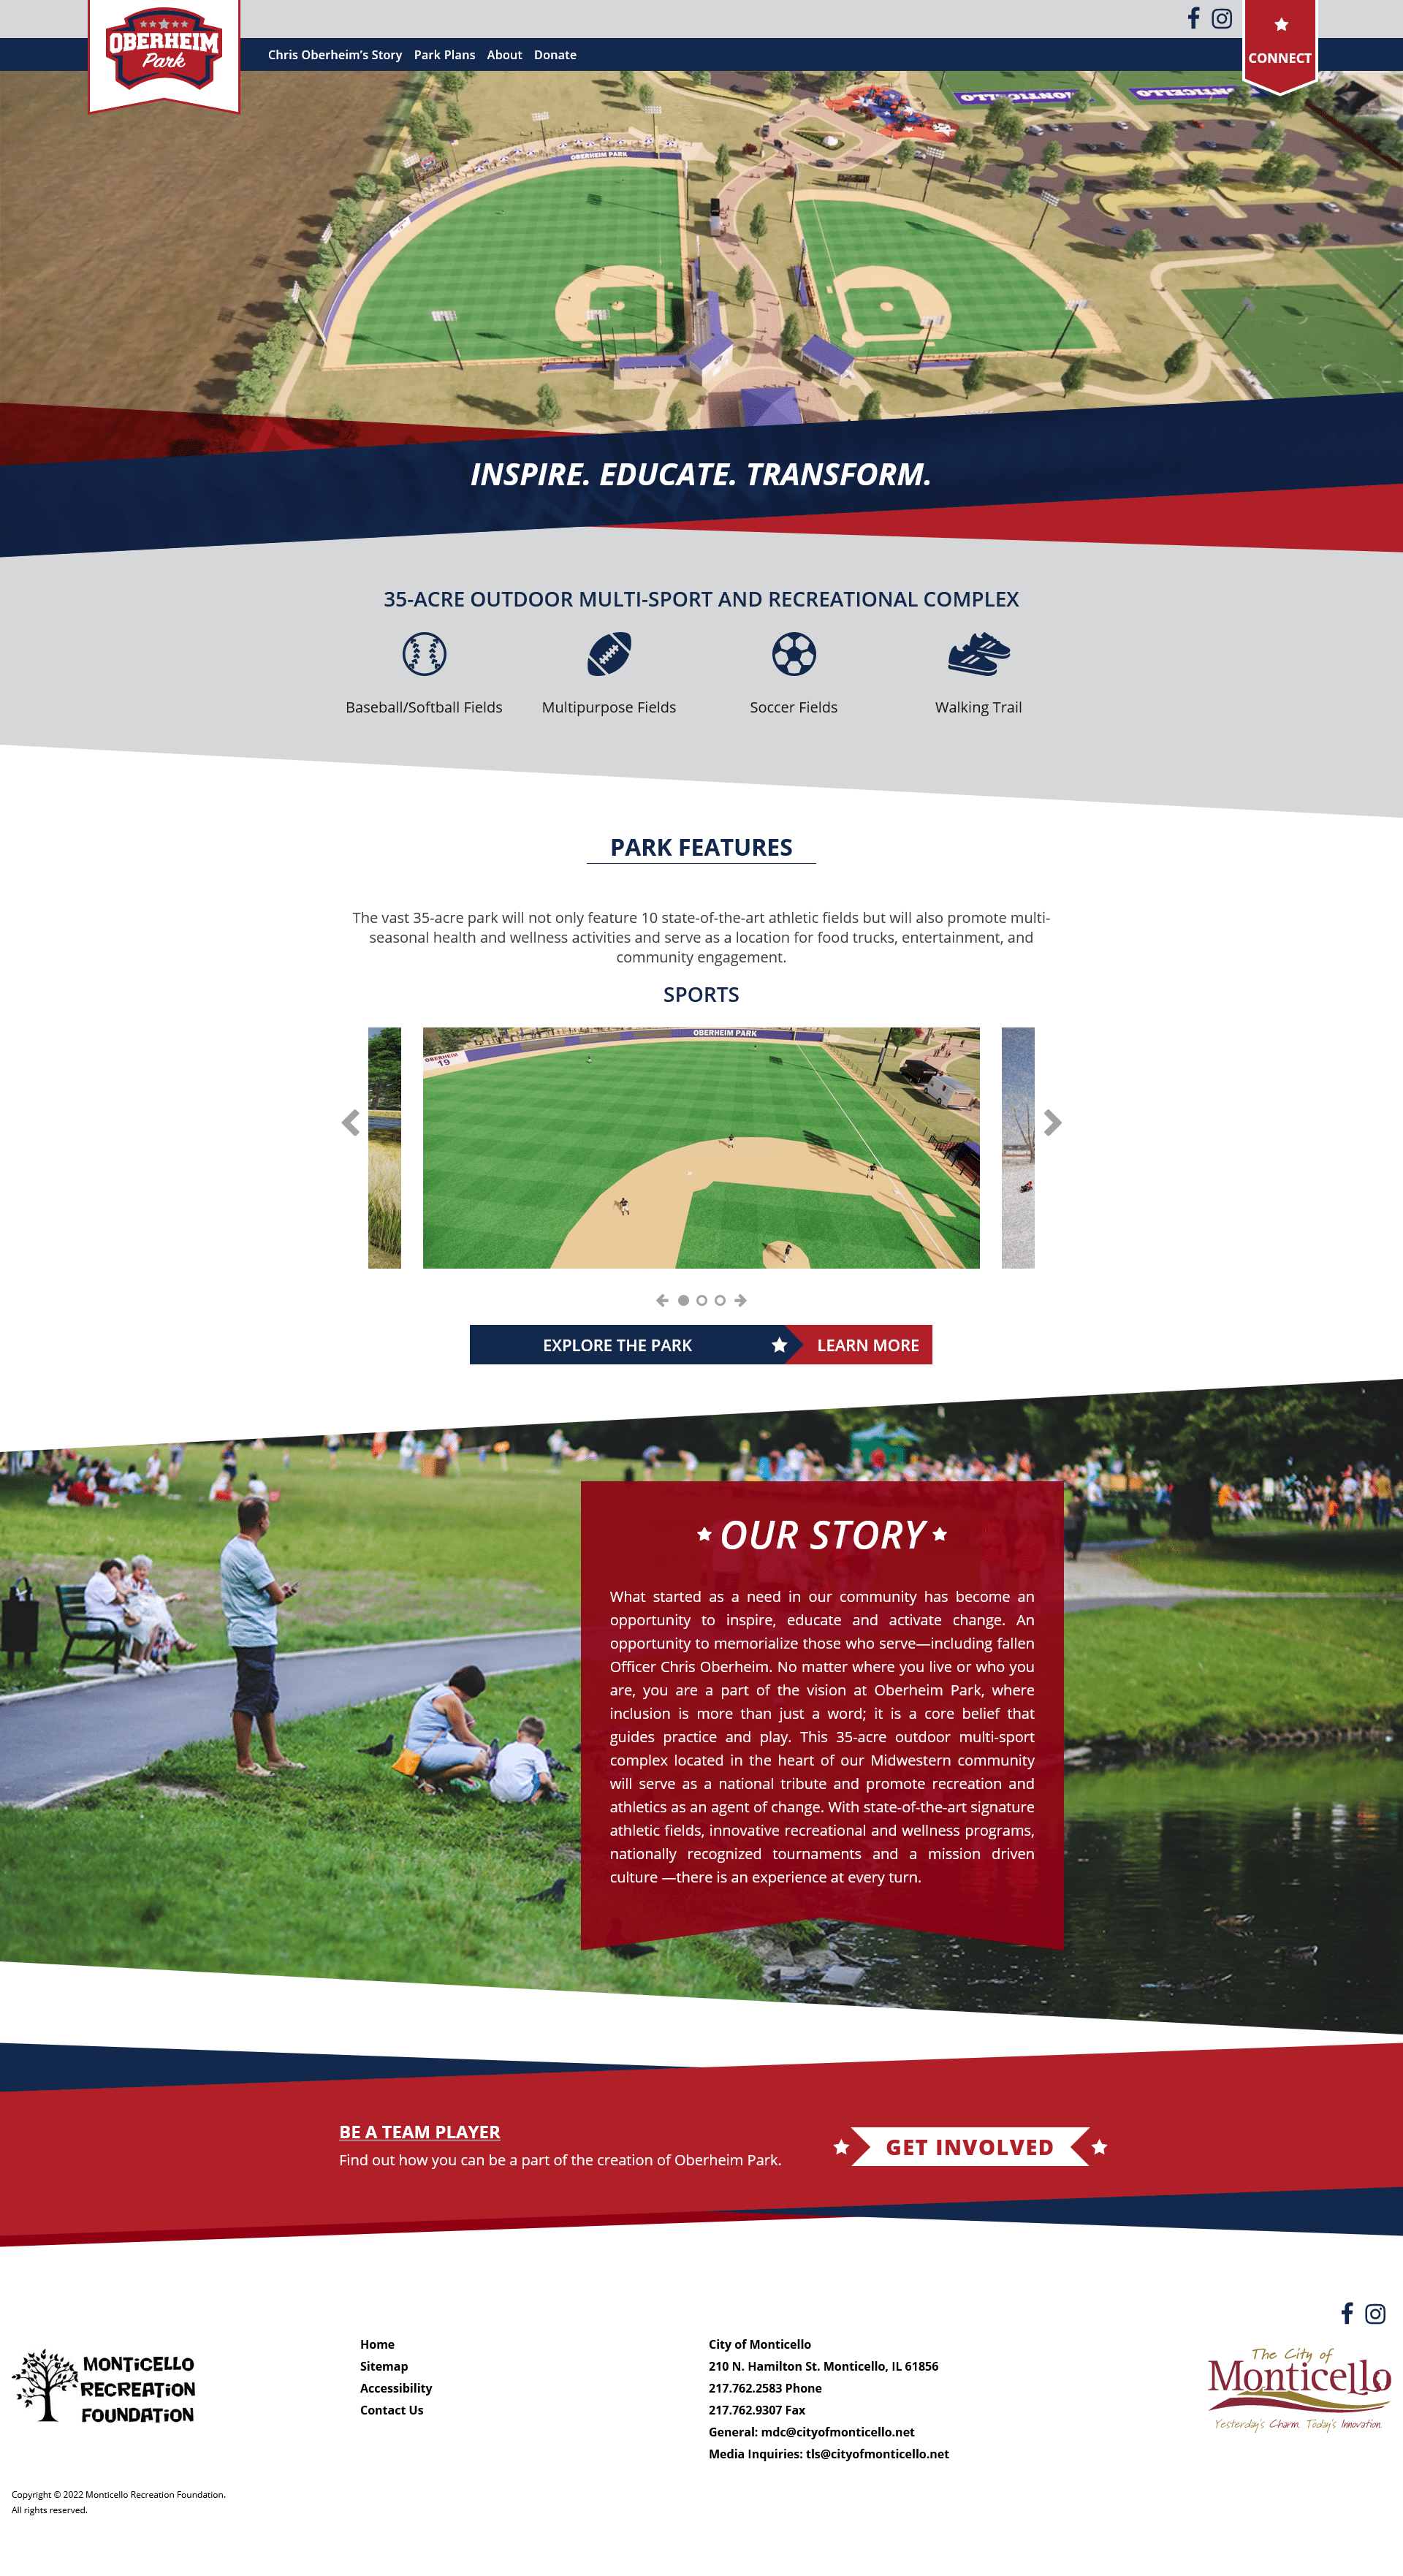 OBERHEIM
Park
Chris Oberheim's Story
Park Plans
About
Donate
CONNECT
MONTICELLO
MONTICELLO
OBERHEIM PARK
INSPIRE. EDUCATE. TRANSFORM.
35-ACRE OUTDOOR MULTI-SPORT AND RECREATIONAL COMPLEX
Baseball/Softball Fields
Multipurpose Fields
Soccer Fields
Walking Trail
PARK FEATURES
The vast 35-acre park will not only feature 10 state-of-the-art athletic fields but will also promote multi-
seasonal health and wellness activities and serve as a location for food trucks, entertainment, and
community engagement.
SPORTS
OBERHEIM PARK
OBERHEIM
19
EXPLORE THE PARK
LEARN MORE
OUR STORY
What started as a need in our community has become an
opportunity to inspire, educate and activate change. An
opportunity to memorialize those who serve—including fallen
Officer Chris Oberheim. No matter where you live or who you
are, you are a part of the vision at Oberheim Park, where
inclusion is more than just a word; it is a core belief that
guides practice and play. This 35-acre outdoor multi-sport
complex located in the heart of our Midwestern community
will serve as a national tribute and promote recreation and
athletics as an agent of change. With state-of-the-art signature
athletic fields, innovative recreational and wellness programs,
nationally recognized tournaments and a mission driven
culture —there is an experience at every turn.
BE A TEAM PLAYER
Find out how you can be a part of the creation of Oberheim Park.
GET INVOLVED
MONTICELLO
RECREATION
FOUNDATION
Home
Sitemap
Accessibility
Contact Us
City of Monticello
210 N. Hamilton St. Monticello, IL 61856
217.762.2583 Phone
217.762.9307 Fax
General: mdc@cityofmonticello.net
Media Inquiries: tls@cityofmonticello.net
The City of
Monticello
Yesterday's Charm. Today's Innovation.
Copyright © 2022 Monticello Recreation Foundation.
All rights reserved.